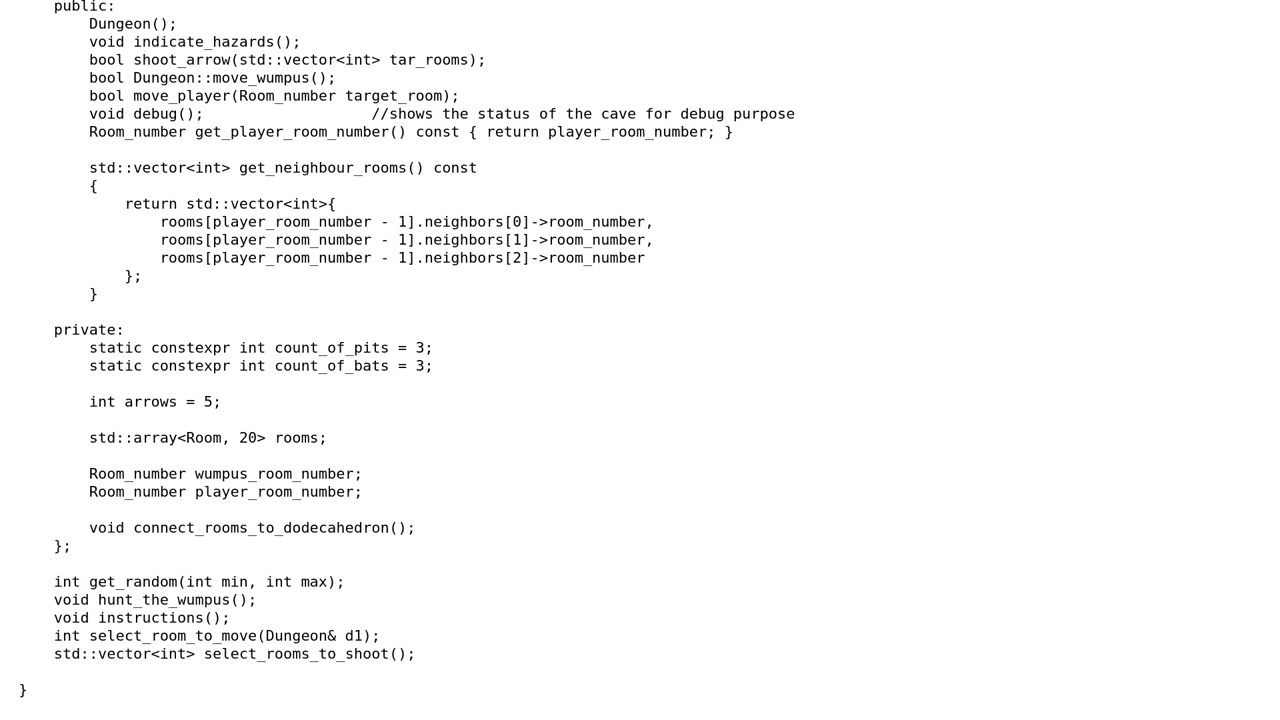 public:
Dungeon();
void indicate_hazards();
bool shoot_arrow(std::vector<int> tar_rooms);
bool Dungeon::move_wumpus();
bool move_player(Room_number target_room);
void debug();                   //shows the status of the cave for debug purpose
Room_number get_player_room_number() const { return player_room_number; }
std::vector<int> get_neighbour_rooms() const
{
return std::vector<int>{
rooms[player_room_number - 1].neighbors[0]->room_number,
rooms[player_room_number - 1].neighbors[1]->room_number,
rooms[player_room_number - 1].neighbors[2]->room_number
};
}
private:
static constexpr int count_of_pits = 3;
static constexpr int count_of_bats = 3;
int arrows = 5;
std::array<Room, 20> rooms;
Room_number wumpus_room_number;
Room_number player_room_number;
void connect_rooms_to_dodecahedron();
};
int get_random(int min, int max);
void hunt_the_wumpus();
void instructions();
int select_room_to_move(Dungeon& d1);
std::vector<int> select_rooms_to_shoot();
}